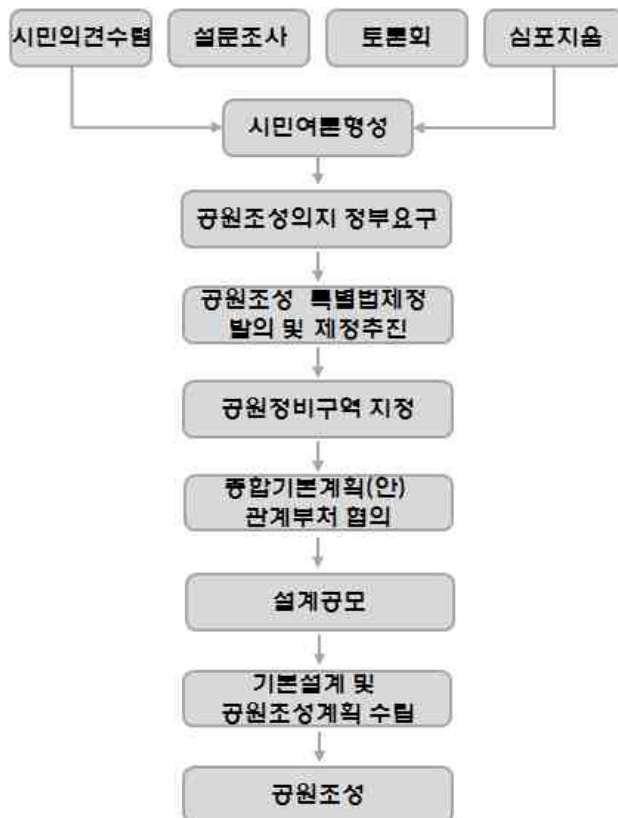 시민의견수렴
설문조사
토론회
심포지움
시민여론형성
공원조성의지 정부요구
공원조성 특별법제정
발의 및 제정추진
공원정비구역 지정
종합기본계획(안)
관계부처 협의
설계공모
기본설계 및
공원조성계획 수립
공원조성